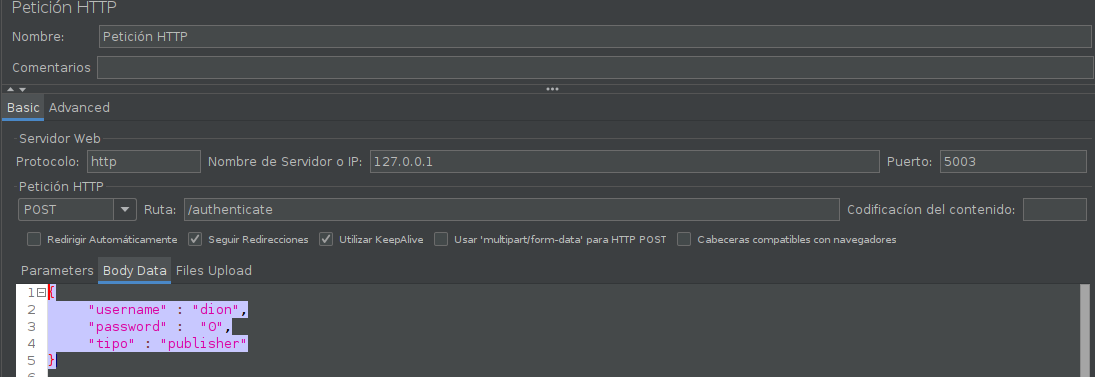 Petición HTTP
Nombre: Petición HTTP
Comentarios
Basic Advanced
Servidor Web
Protocolo: http Nombre de Servidor o IP: 127.0.0.1 Puerto: 5003
Petición HTTP
POST Ruta: /authenticate Codificacíon del contenido:
Redirigir Automáticamente Seguir Redirecciones Utilizar KeepAlive Usar 'multipart/form-data' para HTTP POST Cabeceras compatibles con navegadores
Parameters Body Data Files Upload
1 {
2 "username" : "dion",
3 "password" : "0",
4 "tipo" : "publisher"
5 }
6